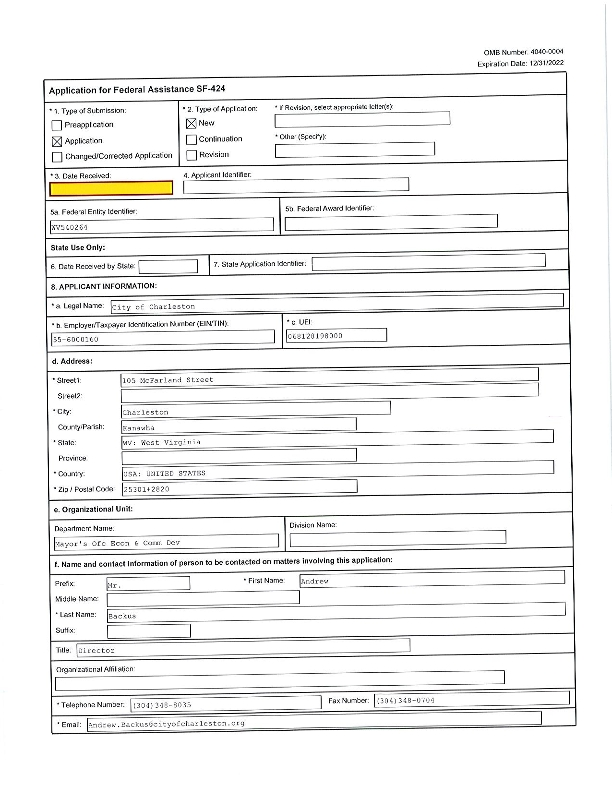 OMB Number: 4040-0004
Expiration Date: 12/31/2022
Application for Federal Assistance SF-424
* 1. Type of Submission:
Preapplication
Application
Changed/Corrected Application
* 2. Type of Application:
New
Continuation
Revision
* If Revision, select appropriate letter(s):
* Other (Specify):
* 3. Date Received:
4. Applicant Identifier:
5a. Federal Entity Identifier:
WV540264
5b. Federal Award Identifier:
State Use Only:
6. Date Received by State:
7. State Application Identifier:
8. APPLICANT INFORMATION:
* a. Legal Name: City of Charleston
* b. Employer/Taxpayer Identification Number (EIN/TIN):
55-6000160
* c. UEI:
068120198000
d. Address:
* Street1: 105 McFarland Street
Street2:
* City: Charleston
County/Parish: Kanawha
* State: WV: West Virginia
Province:
* Country: USA: UNITED STATES
* Zip / Postal Code: 25301+2820
e. Organizational Unit:
Department Name:
Mayor's Ofc Econ & Comm Dev
Division Name:
f. Name and contact information of person to be contacted on matters involving this application:
Prefix: Mr.
* First Name: Andrew
Middle Name:
* Last Name: Backus
Suffix:
Title: Director
Organizational Affiliation:
* Telephone Number: (304)348-8035
Fax Number: (304)348-0704
* Email: Andrew.Backus@cityofcharleston.org